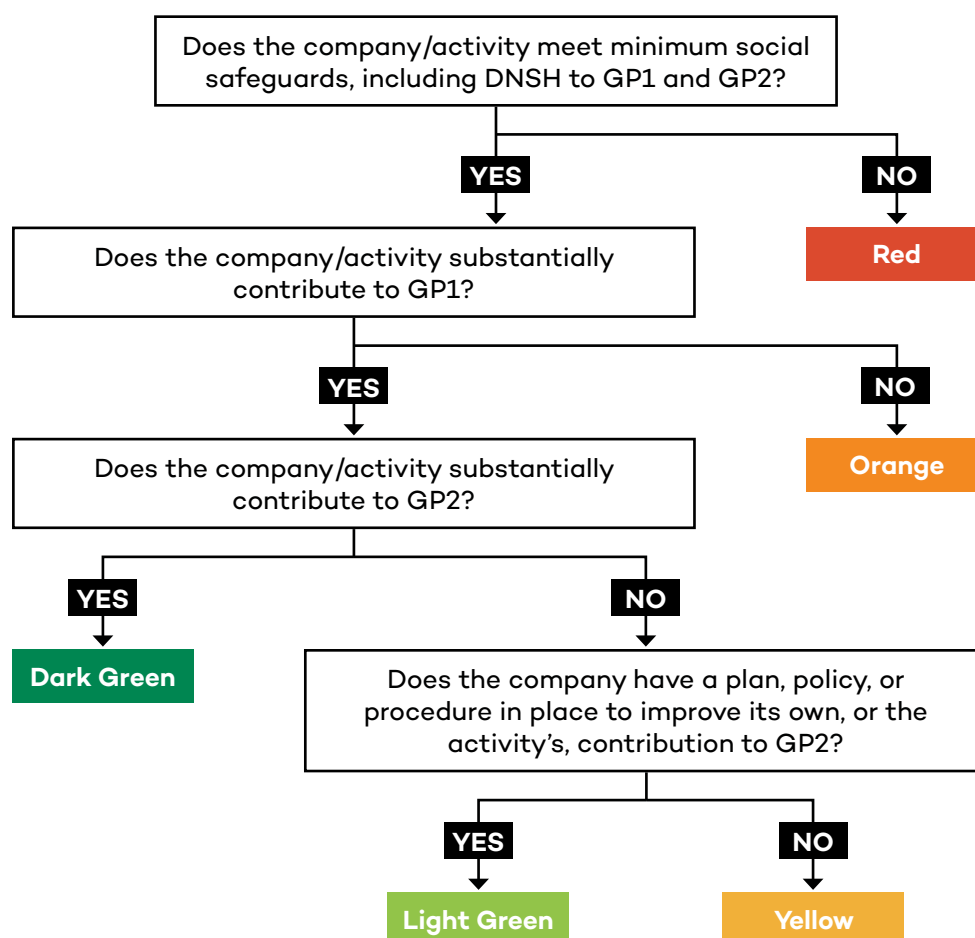 Does the company/activity meet minimum social
safeguards, including DNSH to GP1 and GP2?
YES
NO
Red
Does the company/activity substantially
contribute to GP1?
YES
NO
Orange
Does the company/activity substantially
contribute to GP2?
YES
NO
Dark Green
Does the company have a plan, policy, or
procedure in place to improve its own, or the
activity's, contribution to GP2?
YES
NO
Light Green
Yellow